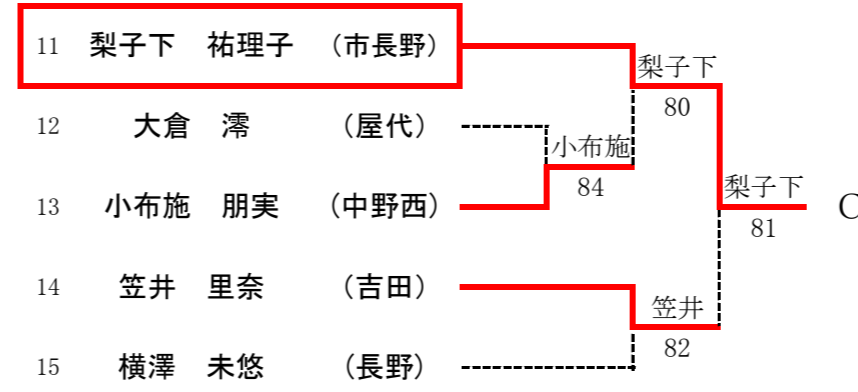 11 梨子下 祐理子 (市長野)
梨子下
80
12 大倉 澪 (屋代)
小布施
84
13 小布施 朋実 (中野西)
梨子下
81
C
14 笠井 里奈 (吉田)
笠井
82
15 横澤 未悠 (長野)